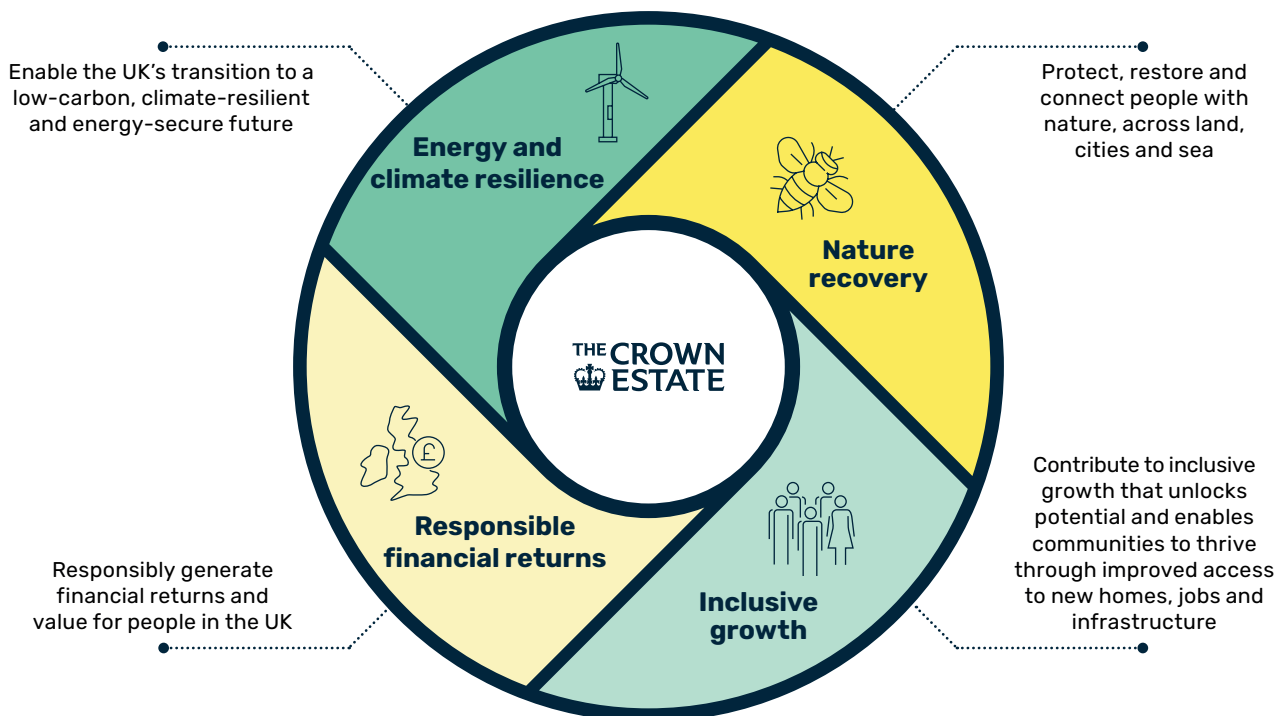 Enable the UK’s transition to a
low-carbon, climate-resilient
and energy-secure future
Energy and
climate resilience
Protect, restore and
connect people with
nature, across land,
cities and sea
Nature
recovery
THE CROWN
ESTATE
£
Responsible
financial returns
Responsibly generate
financial returns and
value for people in the UK
Inclusive
growth
Contribute to inclusive
growth that unlocks
potential and enables
communities to thrive
through improved access
to new homes, jobs and
infrastructure